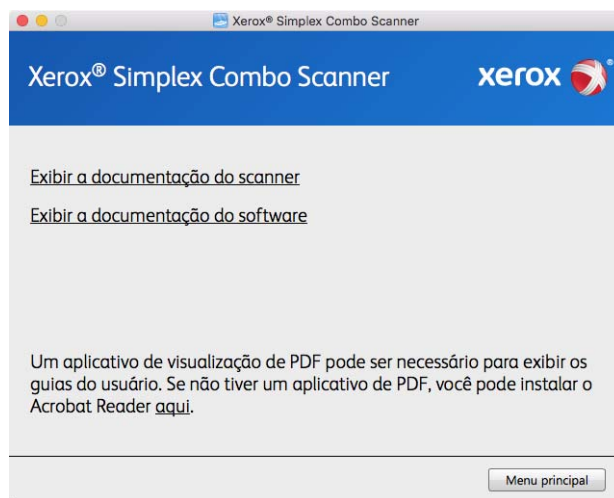 Xerox® Simplex Combo Scanner
Xerox® Simplex Combo Scanner
xerox ®
Exibir a documentação do scanner
Exibir a documentação do software
Um aplicativo de visualização de PDF pode ser necessário para exibir os
guias do usuário. Se não tiver um aplicativo de PDF, você pode instalar o
Acrobat Reader aqui.
Menu principal